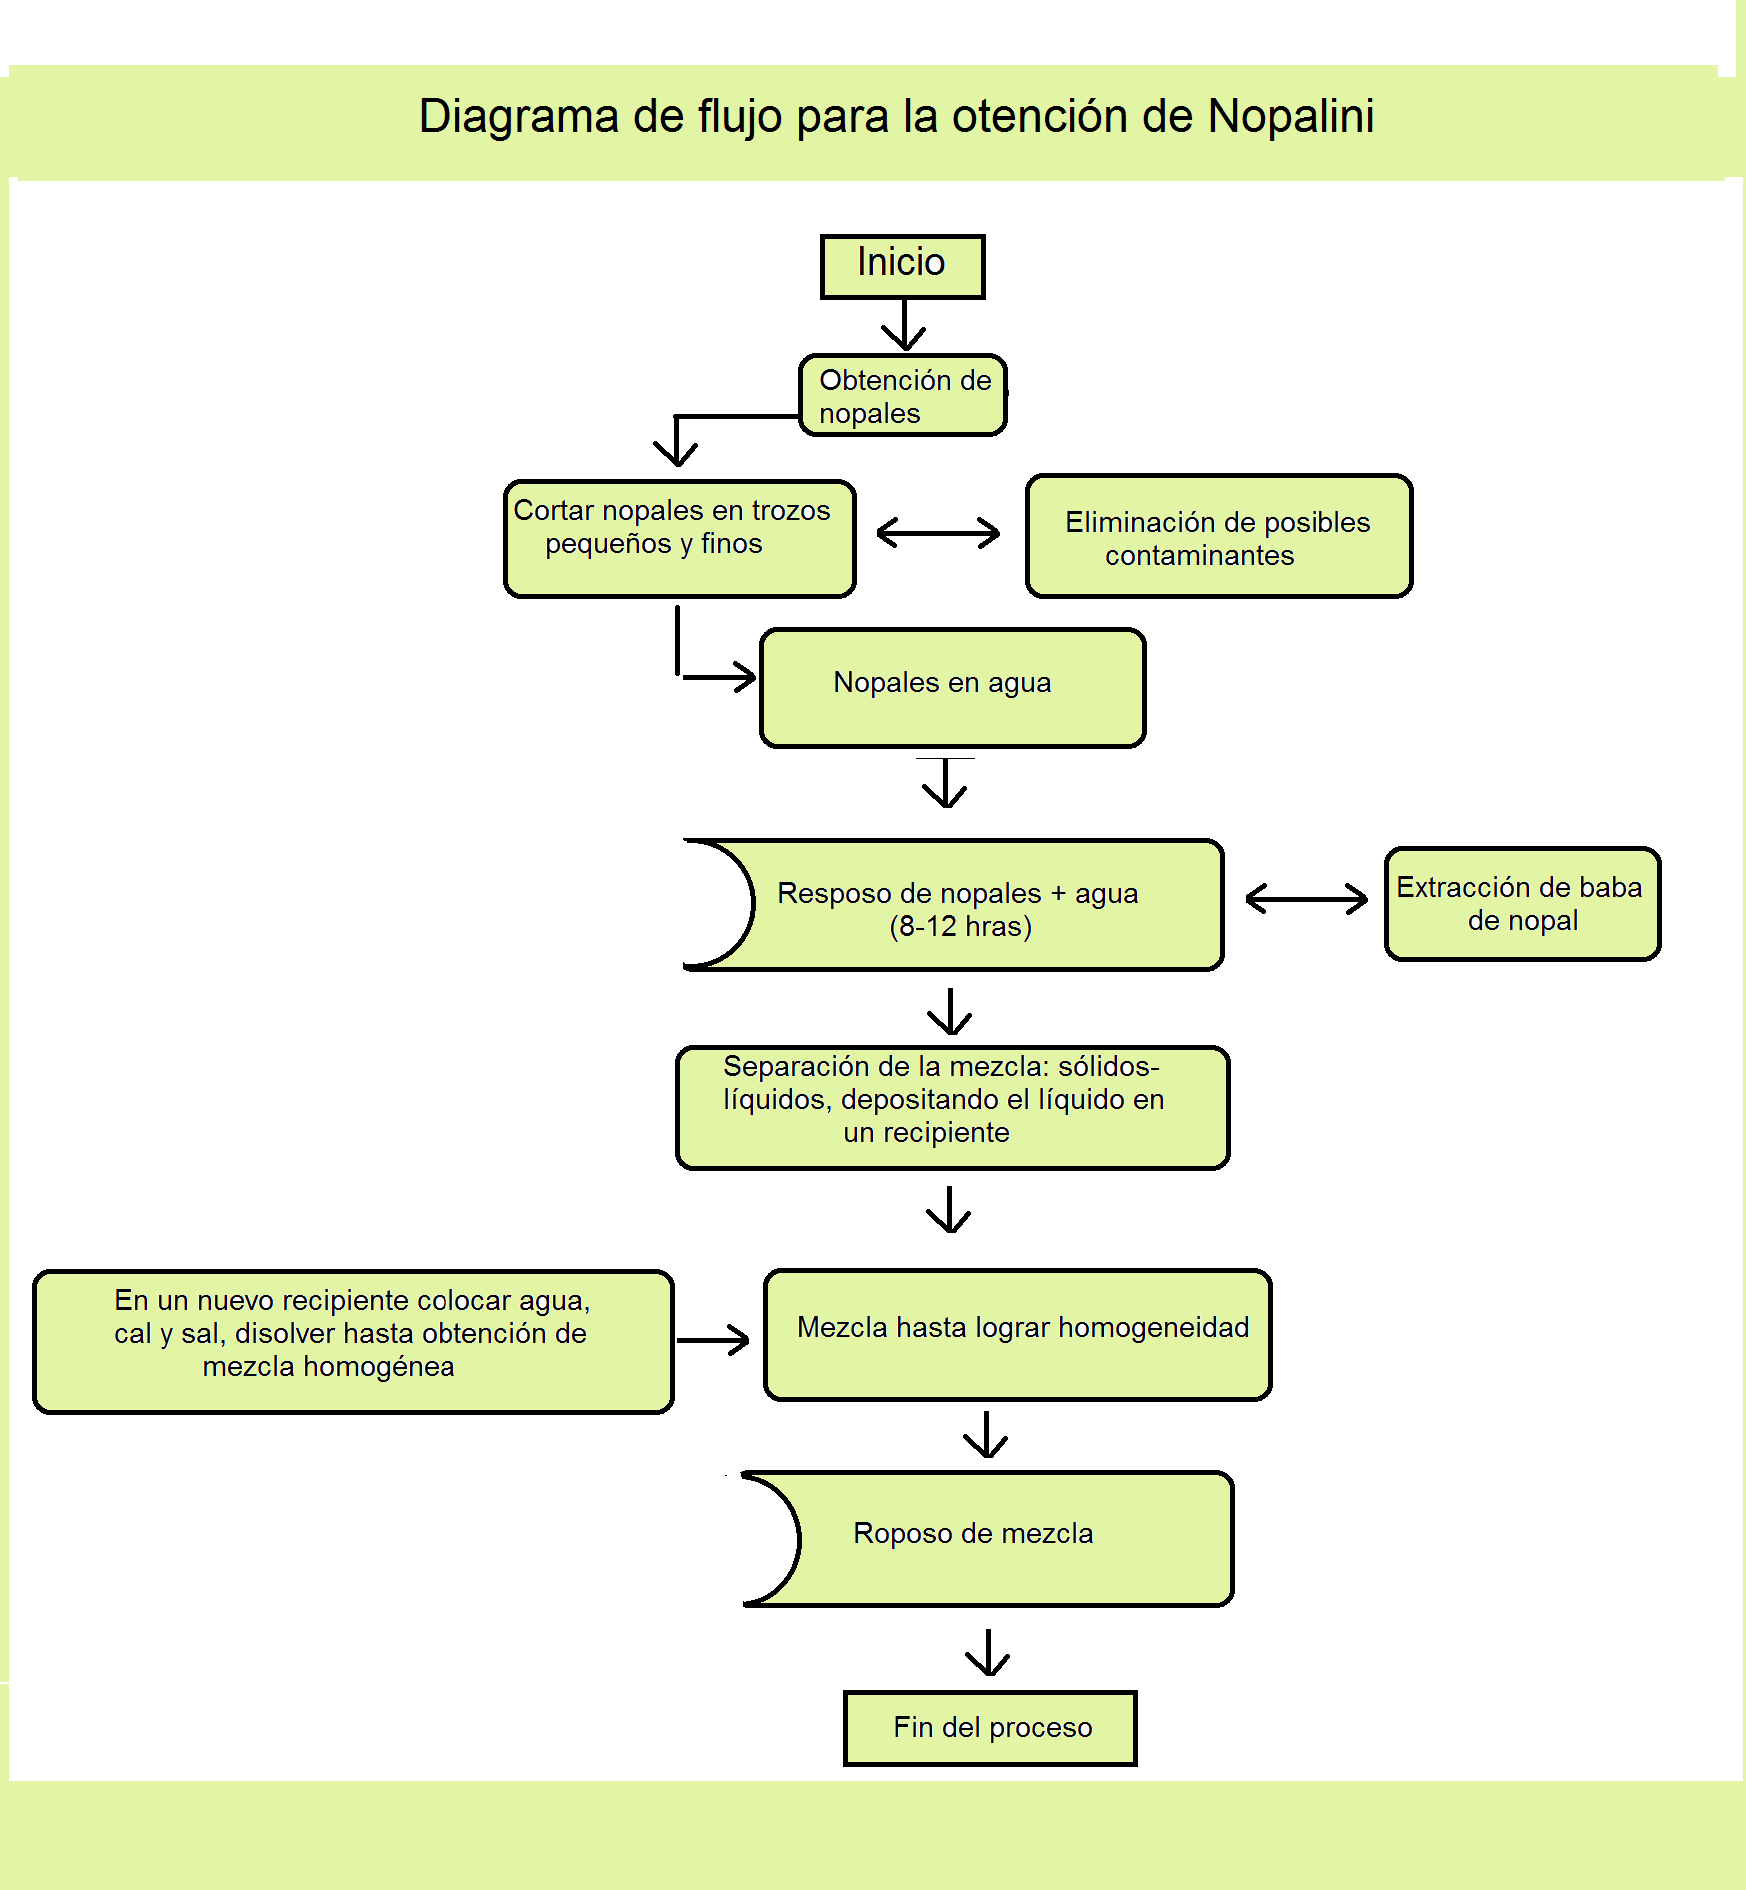 Diagrama de flujo para la otención de Nopalini
Inicio
Obtención de
nopales
Cortar nopales en trozos
pequeños y finos
Eliminación de posibles
contaminantes
Nopales en agua
Resposo de nopales + agua
(8-12 hras)
Extracción de baba
de nopal
Separación de la mezcla: sólidos-
líquidos, depositando el líquido en
un recipiente
En un nuevo recipiente colocar agua,
cal y sal, disolver hasta obtención de
mezcla homogénea
Mezcla hasta lograr homogeneidad
Roposo de mezcla
Fin del proceso